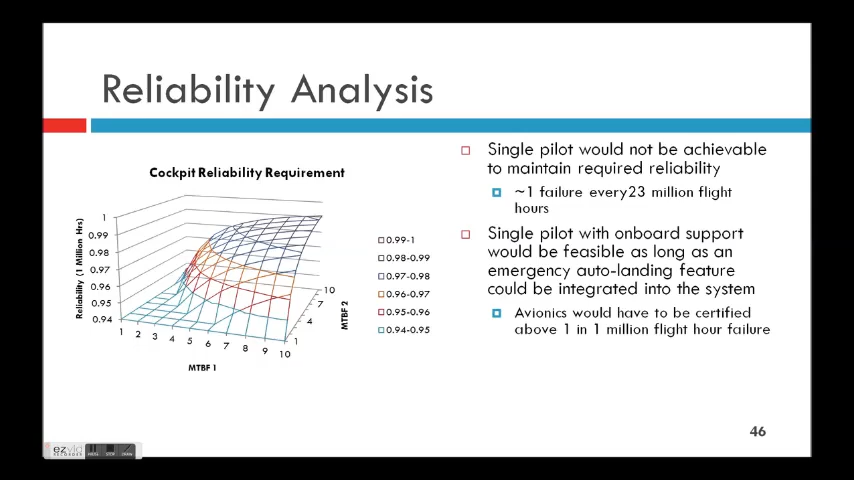 Reliability Analysis
Cockpit Reliability Requirement
Reliability (1 Million Hrs)
1
0.99
0.98
0.97
0.96
0.95
0.94
1 2 3 4 5 6 7 8 9 10
MTBF 1
1
4
7
10
MTBF 2
0.99-1
0.98-0.99
0.97-0.98
0.96-0.97
0.95-0.96
0.94-0.95
Single pilot would not be achievable
to maintain required reliability
~1 failure every23 million flight
hours
Single pilot with onboard support
would be feasible as long as an
emergency auto-landing feature
could be integrated into the system
Avionics would have to be certified
above 1 in 1 million flight hour failure
46
ezvid
RECORDER
PAUSE STOP DRAW